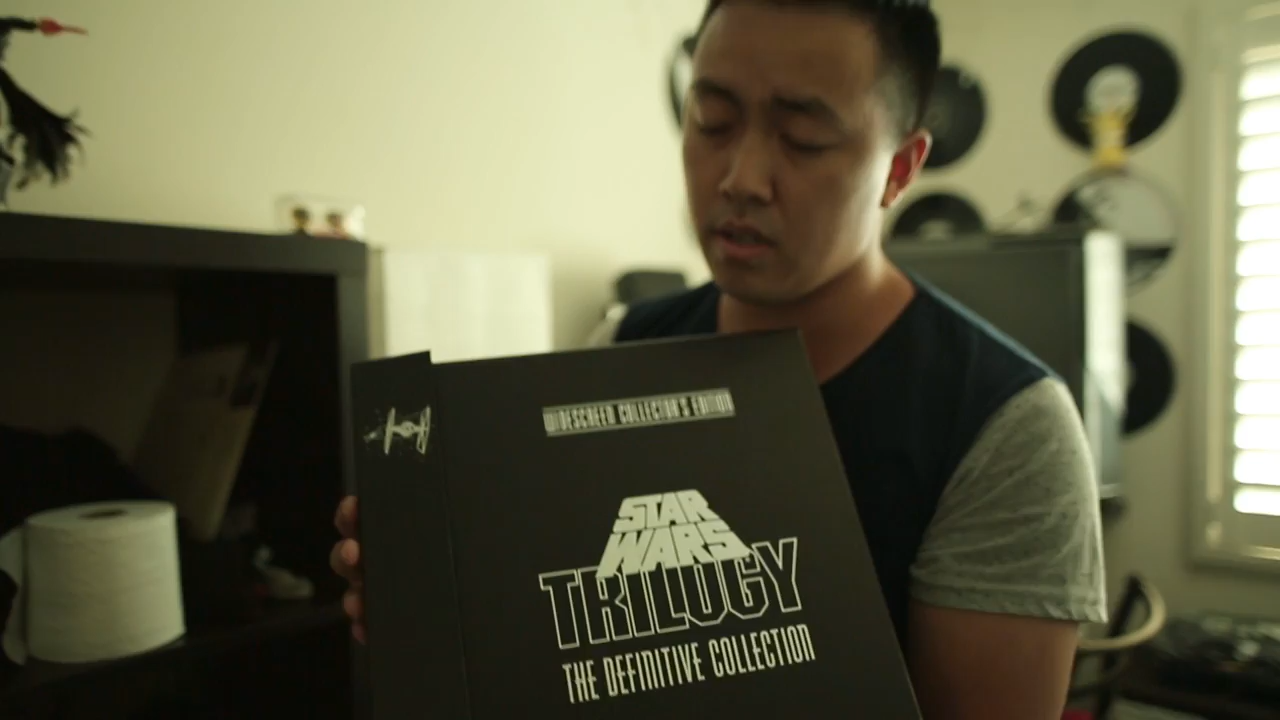 WIDESCREEN COLLECTOR'S EDITION
STAR
WARS
TRILOGY
THE DEFINITIVE COLLECTION